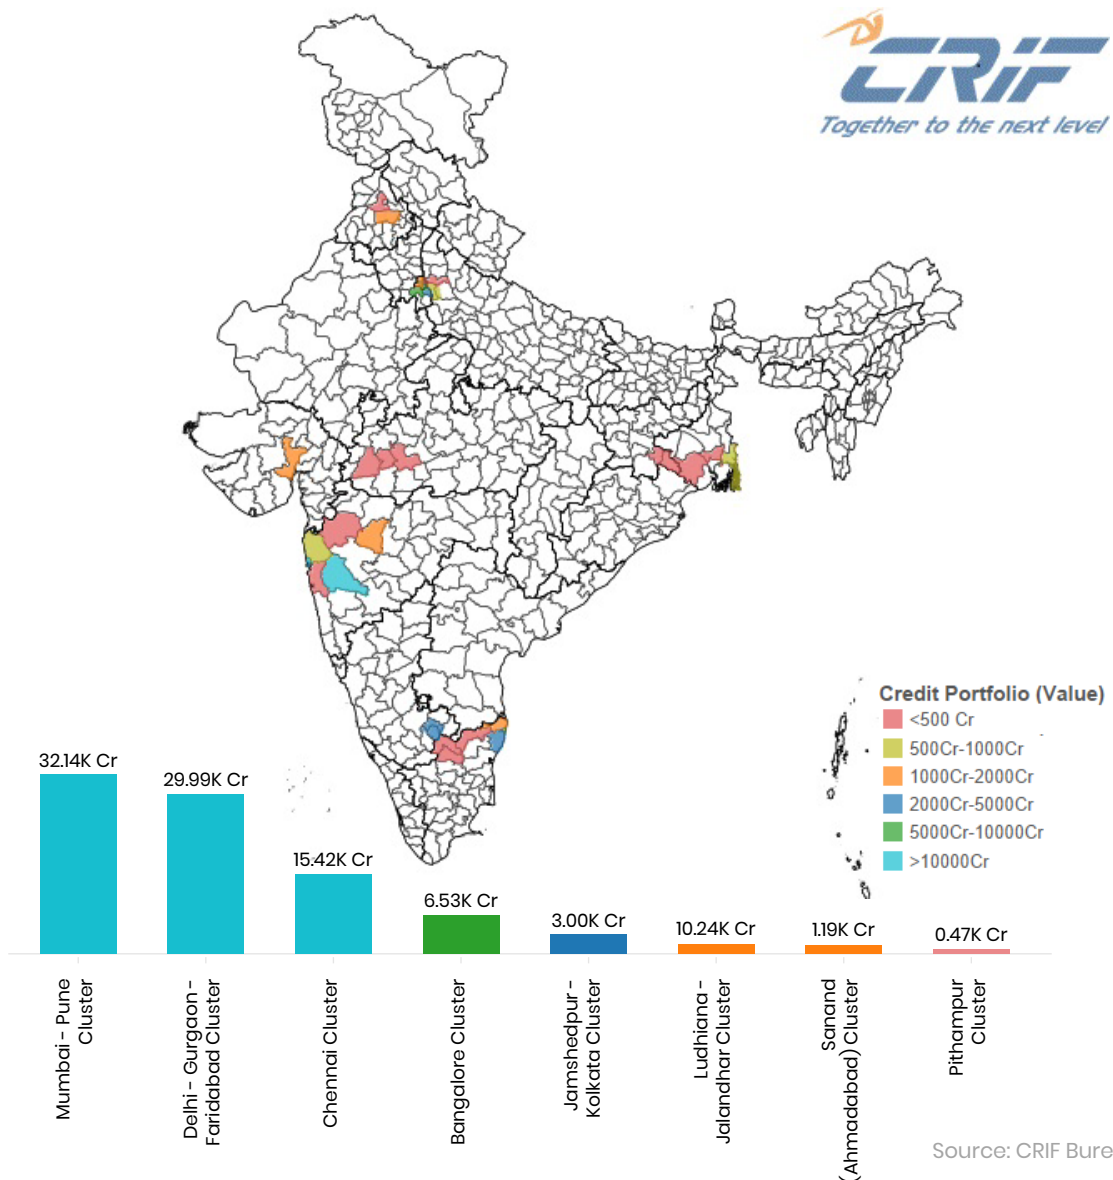 CRIF
Together to the next level
Credit Portfolio (Value)
<500 Cr
500Cr-1000Cr
1000Cr-2000Cr
2000Cr-5000Cr
5000Cr-10000Cr
>10000Cr
32.14K Cr
29.99K Cr
15.42K Cr
6.53K Cr
3.00K Cr
10.24K Cr
1.19K Cr
0.47K Cr
Mumbai - Pune
Cluster
Delhi - Gurgaon -
Faridabad Cluster
Chennai Cluster
Bangalore Cluster
Jamshedpur -
Kolkata Cluster
Ludhiana -
Jalandhar Cluster
Sanand
(Ahmadabad) Cluster
Pithampur
Cluster
Source: CRIF Bure